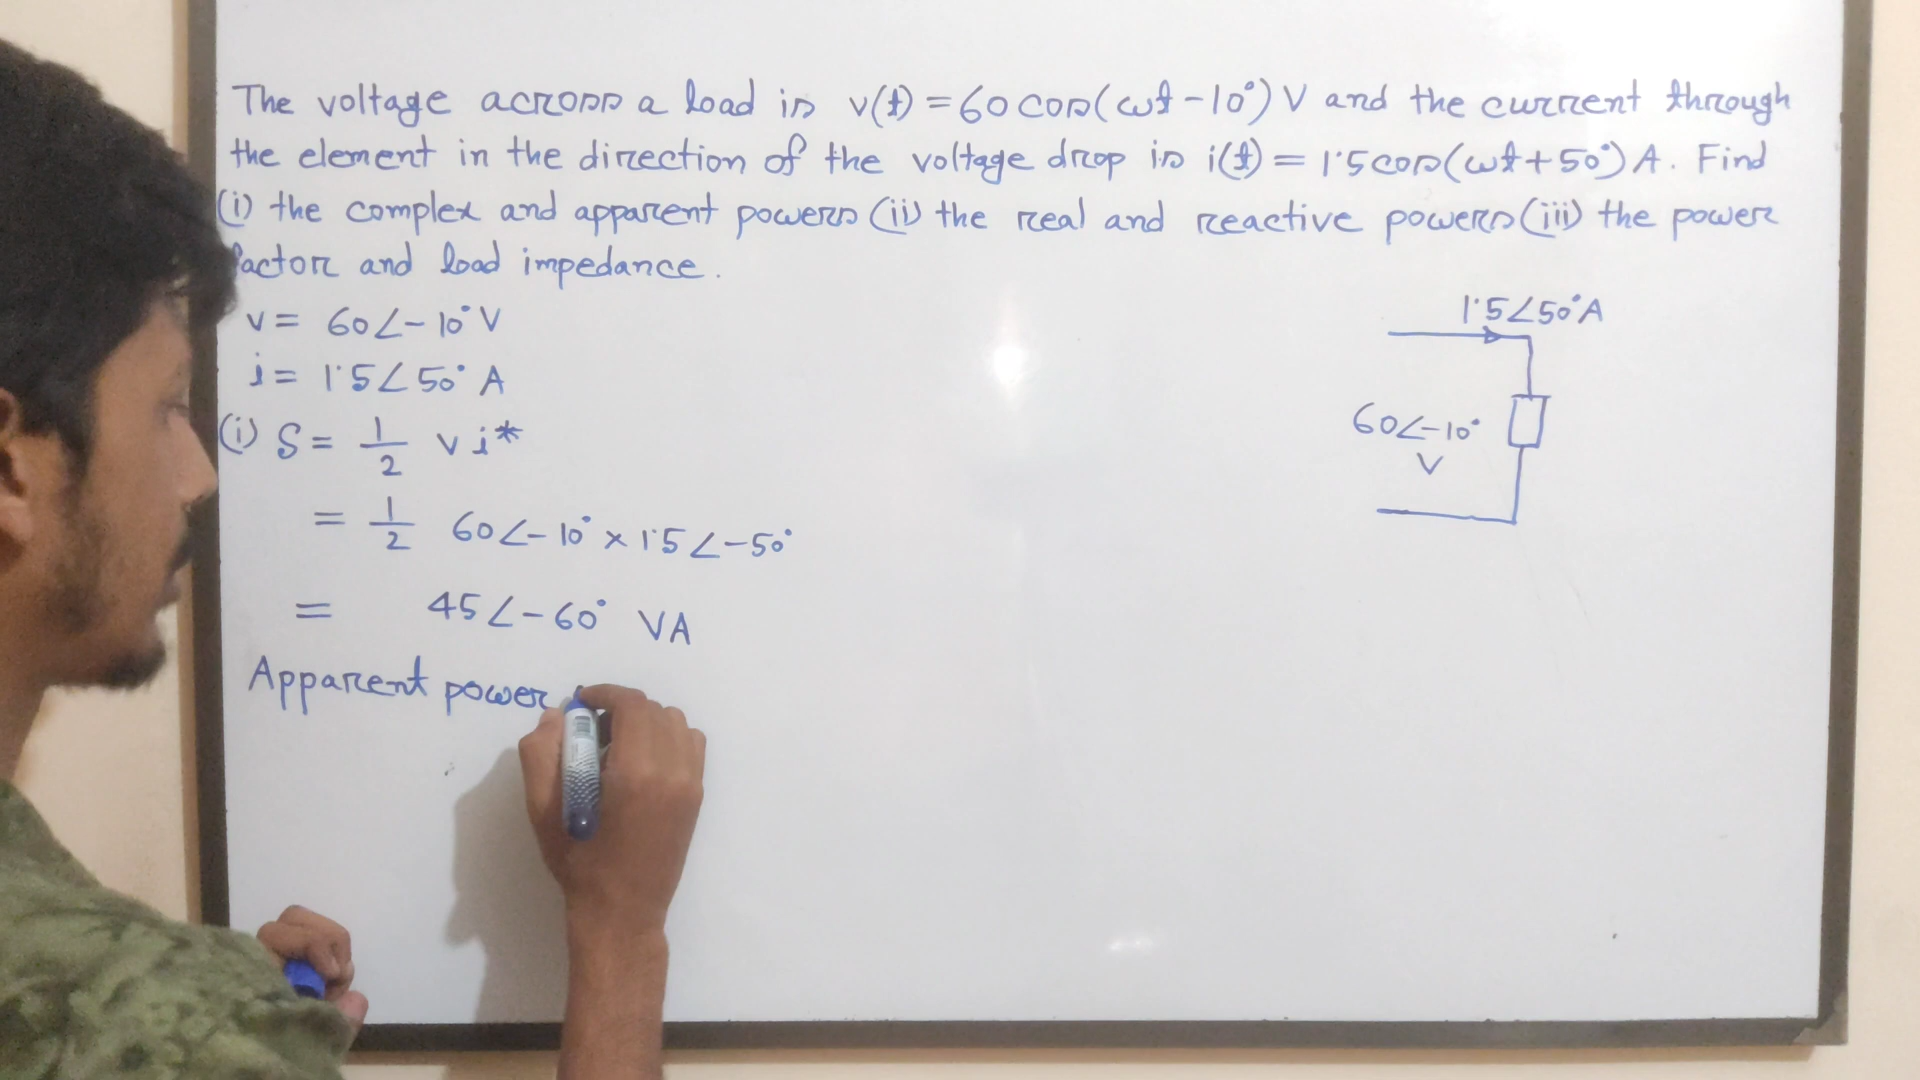 The voltage across a load is v(t) = 60 cos(ωt - 10°) V and the current through
the element in the direction of the voltage drop is i(t) = 1.5 cos(ωt + 50°) A. Find
(i) the complex and apparent powers (ii) the real and reactive powers (iii) the power
factor and load impedance.
v = 60∠-10° V
i = 1.5∠50° A
(i) S = 1/2 v i*
= 1/2 60∠-10° × 1.5∠-50°
= 45∠-60° VA
Apparent power
1.5∠50° A
60∠-10°
V